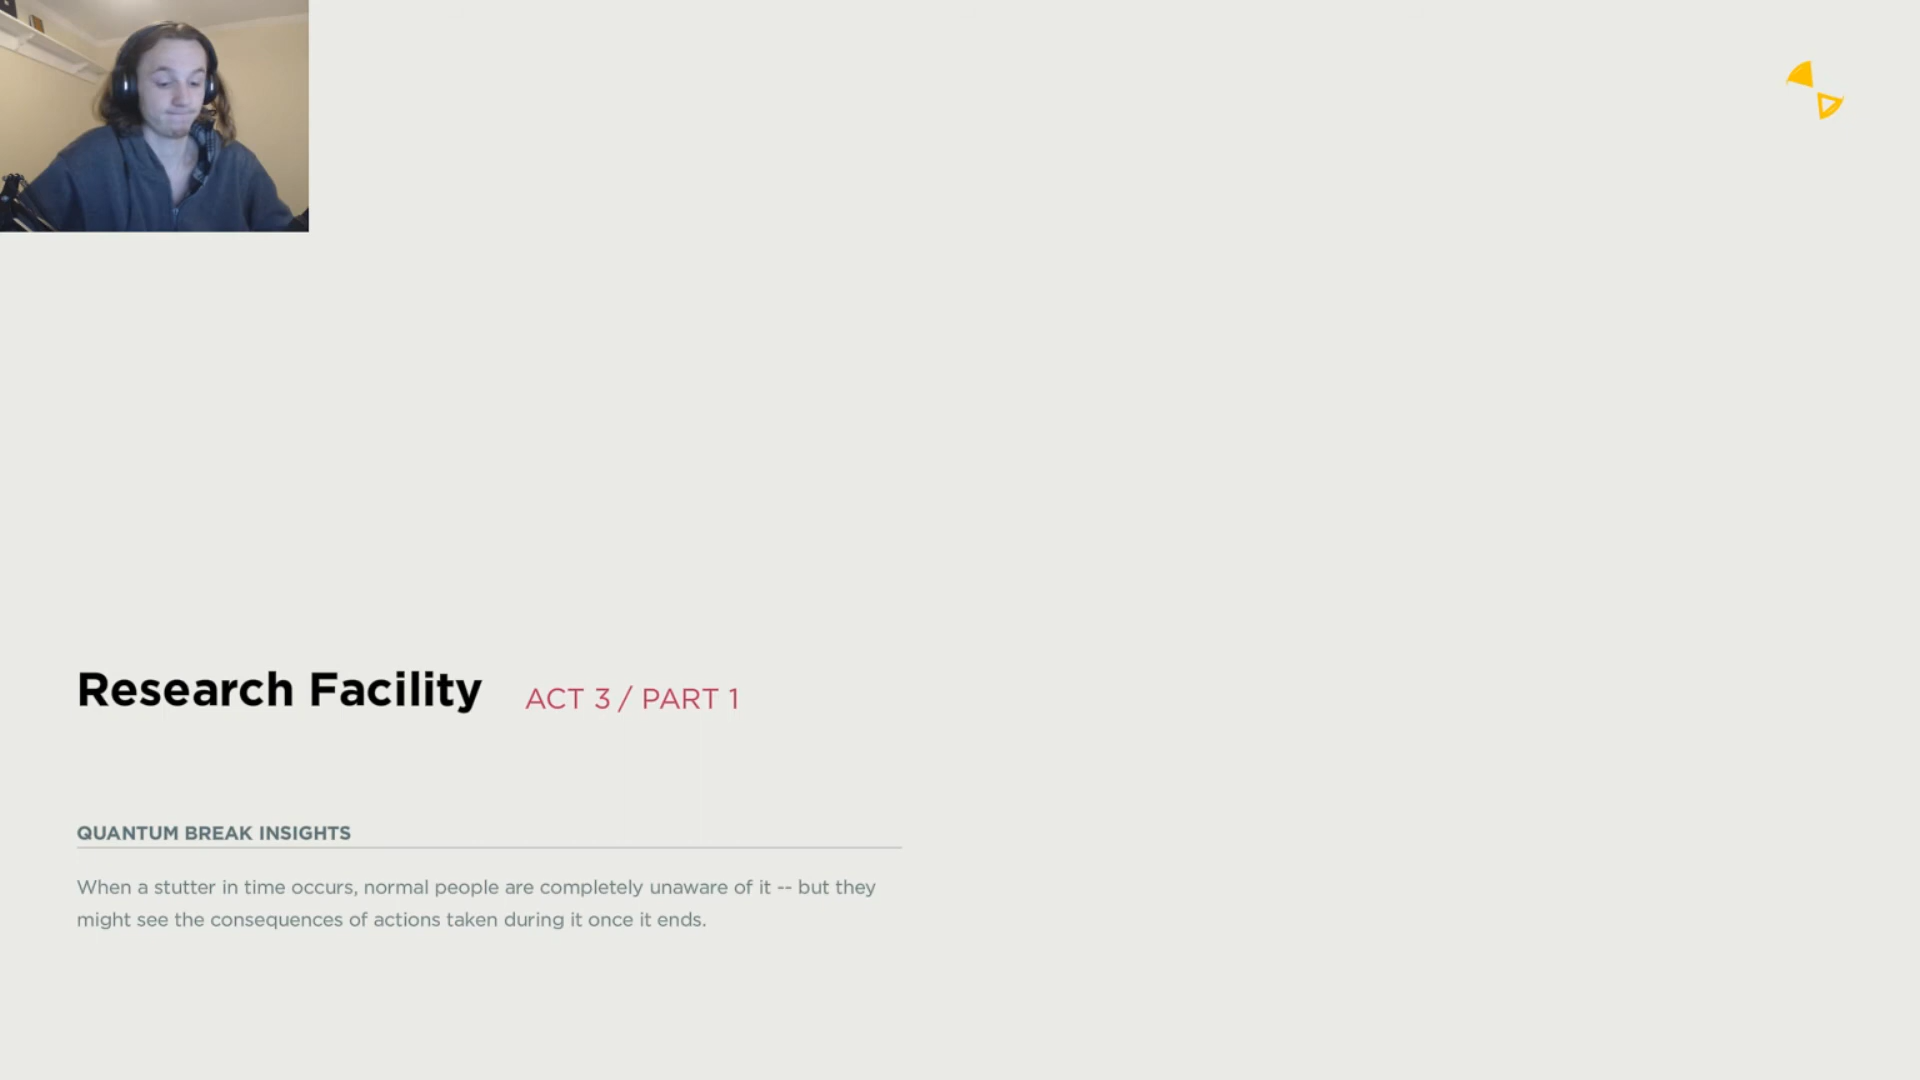 Research Facility ACT 3 / PART 1
QUANTUM BREAK INSIGHTS
When a stutter in time occurs, normal people are completely unaware of it -- but they
might see the consequences of actions taken during it once it ends.